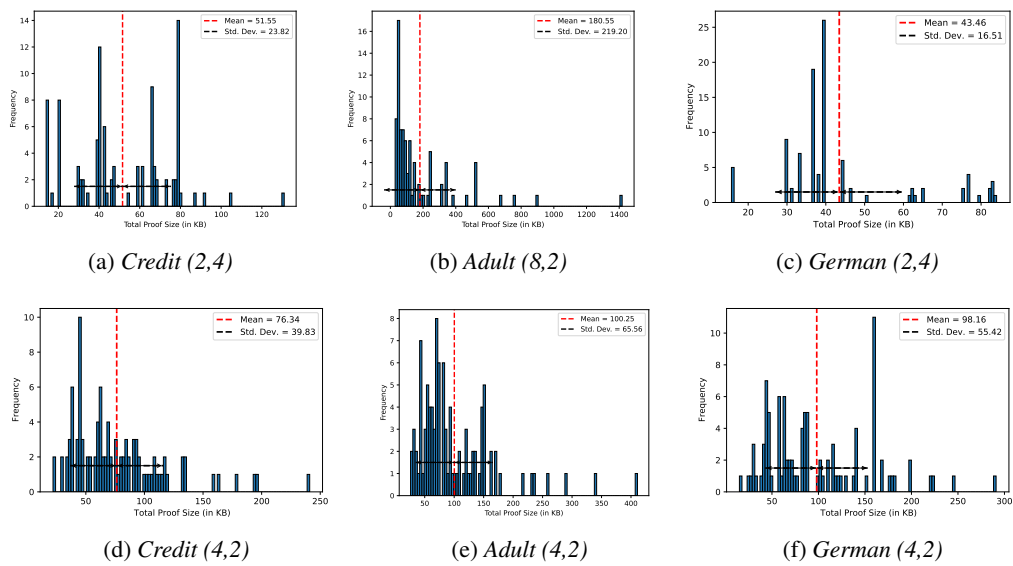 Mean = 51.55
Std. Dev. = 23.82
Frequency
14
12
10
8
6
4
2
0
20 40 60 80 100 120
Total Proof Size (in KB)
(a) Credit (2,4)
Mean = 180.55
Std. Dev. = 219.20
Frequency
16
14
12
10
8
6
4
2
0
0 200 400 600 800 1000 1200 1400
Total Proof Size (in KB)
(b) Adult (8,2)
Mean = 43.46
Std. Dev. = 16.51
Frequency
25
20
15
10
5
0
20 30 40 50 60 70 80
Total Proof Size (in KB)
(c) German (2,4)
Mean = 76.34
Std. Dev. = 39.83
Frequency
10
8
6
4
2
0
50 100 150 200 250
Total Proof Size (in KB)
(d) Credit (4,2)
Mean = 100.25
Std. Dev. = 65.56
Frequency
8
7
6
5
4
3
2
1
0
50 100 150 200 250 300 350 400
Total Proof Size (in KB)
(e) Adult (4,2)
Mean = 98.16
Std. Dev. = 55.42
Frequency
10
8
6
4
2
0
50 100 150 200 250 300
Total Proof Size (in KB)
(f) German (4,2)